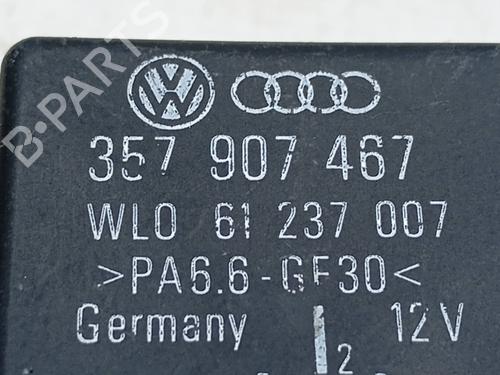 B·PARTS
357 907 467
WLO 61 237 007
>PA6.6-GF30<
Germany 12V
2